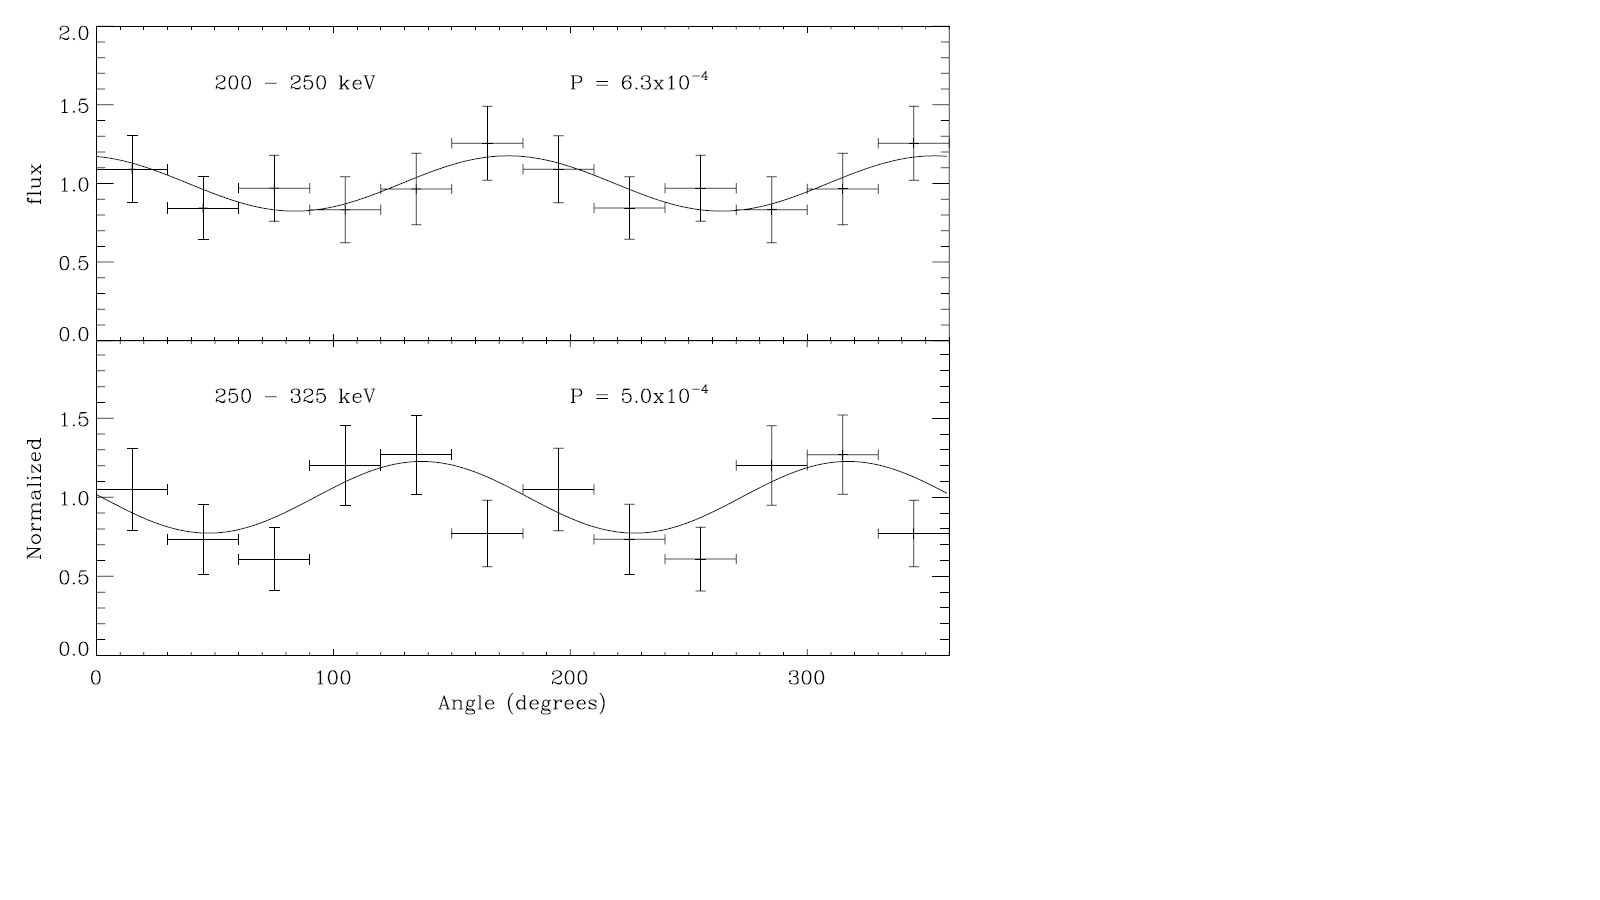 2.0
200 − 250 keV P = 6.3x10⁻⁴
1.5
flux
1.0
0.5
0.0
250 − 325 keV P = 5.0x10⁻⁴
1.5
Normalized
1.0
0.5
0.0
0 100 200 300
Angle (degrees)